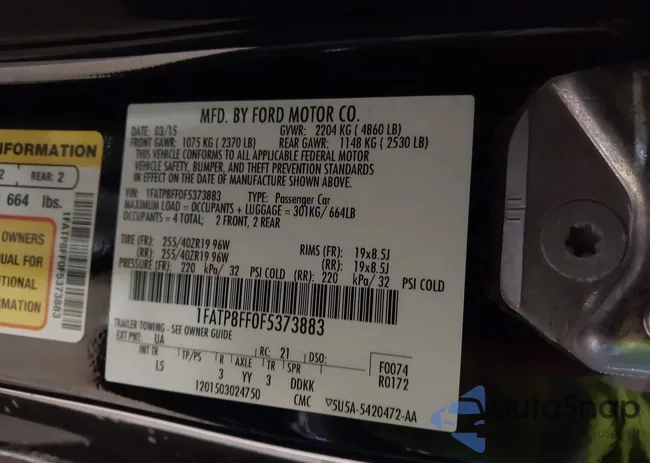 MFD. BY FORD MOTOR CO.
DATE: 03/15 GVWR: 2204 KG ( 4860 LB)
FRONT GAWR: 1075 KG ( 2370 LB) REAR GAWR: 1148 KG ( 2530 LB)
THIS VEHICLE CONFORMS TO ALL APPLICABLE FEDERAL MOTOR
VEHICLE SAFETY, BUMPER, AND THEFT PREVENTION STANDARDS
IN EFFECT ON THE DATE OF MANUFACTURE SHOWN ABOVE.
VIN: 1FATP8FF0F5373883 TYPE: Passenger Car
MAXIMUM LOAD = OCCUPANTS + LUGGAGE = 301KG/ 664LB
OCCUPANTS = 4 TOTAL; 2 FRONT, 2 REAR
TIRE (FR): 255/40ZR19 96W RIMS (FR): 19x8.5J
(RR): 255/40ZR19 96W (RR): 19x8.5J
PRESSURE (FR): 220 kPa/ 32 PSI COLD (RR) 220 kPa/ 32 PSI COLD
1FATP8FF0F5373883
TRAILER TOWING - SEE OWNER GUIDE
EXT PNT: UA RC: 21 DSO: F0074
INT TR TP/PS R AXLE TR SPR R0172
L5 3 YY 3 DDKK
1201503024750 CMC ▽5U5A-5420472-AA
NFORMATION
2 REAR: 2
664 lbs.
OWNERS
UAL FOR
ITIONAL
ORMATION
1FATP8FF0F5373883
autoSnap